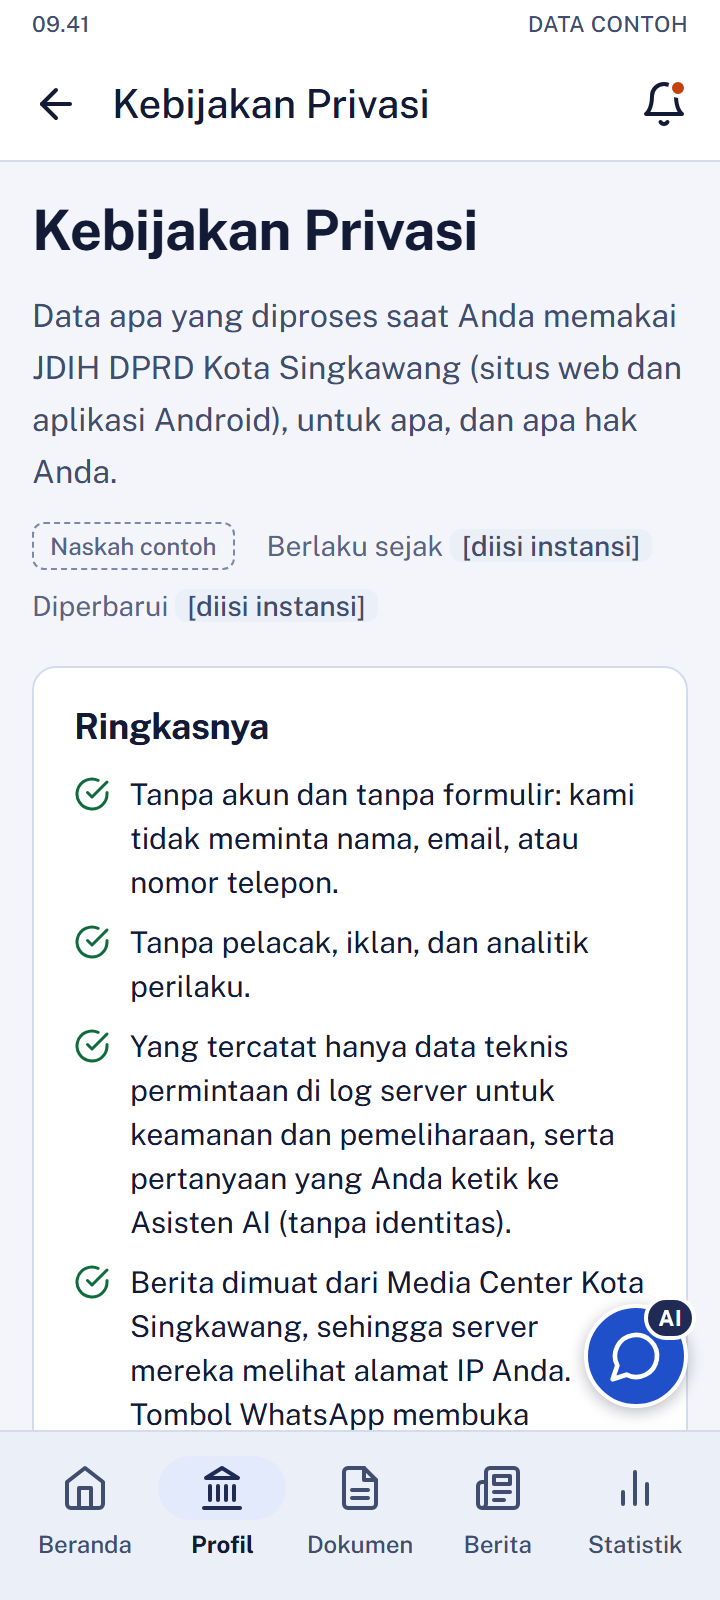 09.41 DATA CONTOH
Kebijakan Privasi
Kebijakan Privasi
Data apa yang diproses saat Anda memakai
JDIH DPRD Kota Singkawang (situs web dan
aplikasi Android), untuk apa, dan apa hak
Anda.
Naskah contoh Berlaku sejak [diisi instansi]
Diperbarui [diisi instansi]
Ringkasnya
Tanpa akun dan tanpa formulir: kami
tidak meminta nama, email, atau
nomor telepon.
Tanpa pelacak, iklan, dan analitik
perilaku.
Yang tercatat hanya data teknis
permintaan di log server untuk
keamanan dan pemeliharaan, serta
pertanyaan yang Anda ketik ke
Asisten AI (tanpa identitas).
Berita dimuat dari Media Center Kota
Singkawang, sehingga server
mereka melihat alamat IP Anda.
Tombol WhatsApp membuka
AI
Beranda Profil Dokumen Berita Statistik